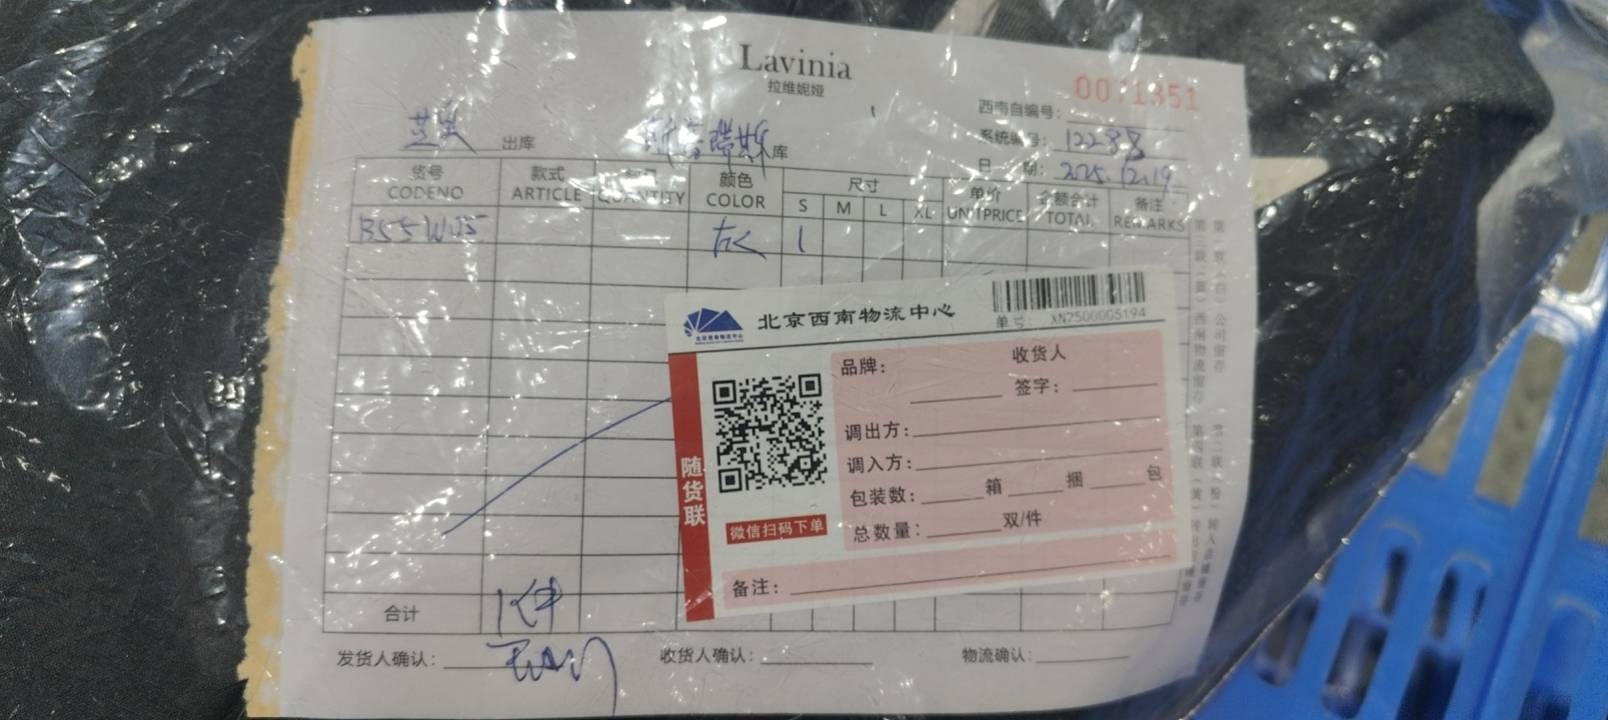 Lavinia
拉维妮娅
0071351
西南自编号:
出库
库
系统编号: 12288
日期: 2025.12.19
货号 款式 颜色 尺寸 单价 金额合计 备注
CODENO ARTICLE QUANTITY COLOR S M L XL UNITPRICE TOTAL REMARKS
1
北京西南物流中心
单号: XN2500005194
品牌:
收货人
签字:
调出方:
调入方:
包装数: 箱 捆 包
总数量: 双/件
随货联
微信扫码下单
备注:
合计 1件
发货人确认: 收货人确认: 物流确认: